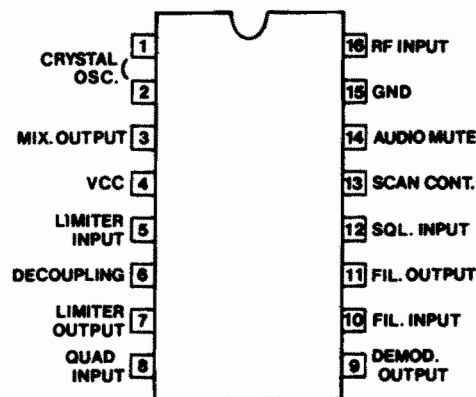 1
16 RF INPUT
CRYSTAL
OSC.
2
15 GND
MIX. OUTPUT 3
14 AUDIO MUTE
VCC 4
13 SCAN CONT.
LIMITER
INPUT 5
12 SQL. INPUT
DECOUPLING 6
11 FIL. OUTPUT
LIMITER
OUTPUT 7
10 FIL. INPUT
QUAD
INPUT 8
9 DEMOD.
OUTPUT